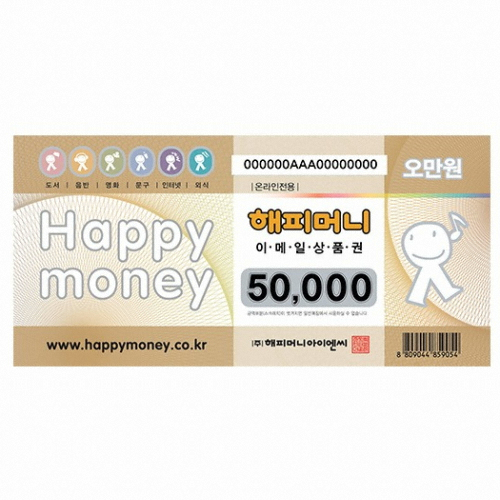 도서 | 음반 | 영화 | 문구 | 인터넷 | 외식
Happy
money
www.happymoney.co.kr
000000AAA00000000
| 온라인전용 |
해피머니
이·메·일·상·품·권
50,000
(주)해피머니아이엔씨
오만원
8 809044 859054